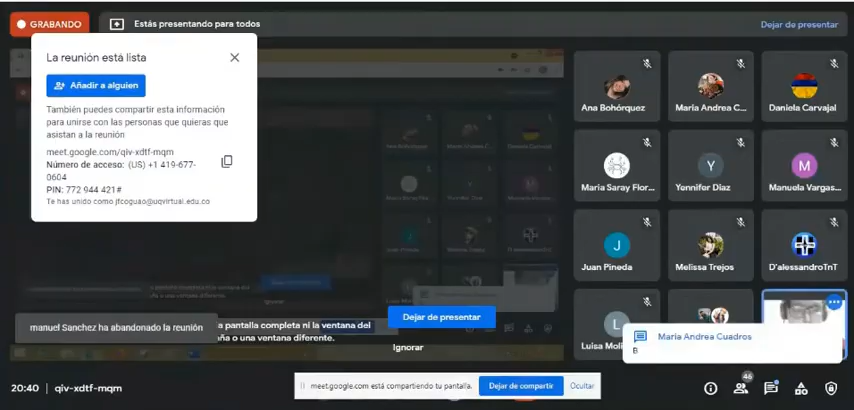 GRABANDO
Estás presentando para todos
Dejar de presentar
La reunión está lista
Añadir a alguien
También puedes compartir esta información
para unirse con las personas que quieras que
asistan a la reunión
meet.google.com/qiv-xdtf-mqm
Número de acceso: (US) +1 419-677-
0604
PIN: 772 944 421#
Te has unido como jfcoguao@uqvirtual.edu.co
Ana Bohórquez
Maria Andrea C...
Daniela Carvajal
Maria Saray Flor...
Yennifer Diaz
Manuela Vargas...
Juan Pineda
Melissa Trejos
D'alessandroTnT
Luisa Moli
Maria Andrea Cuadros
B
manuel Sanchez ha abandonado la reunión
a pantalla completa ni la ventana del
aña o una ventana diferente.
Dejar de presentar
Ignorar
20:40 | qiv-xdtf-mqm
meet.google.com está compartiendo tu pantalla.
Dejar de compartir
Ocultar
46